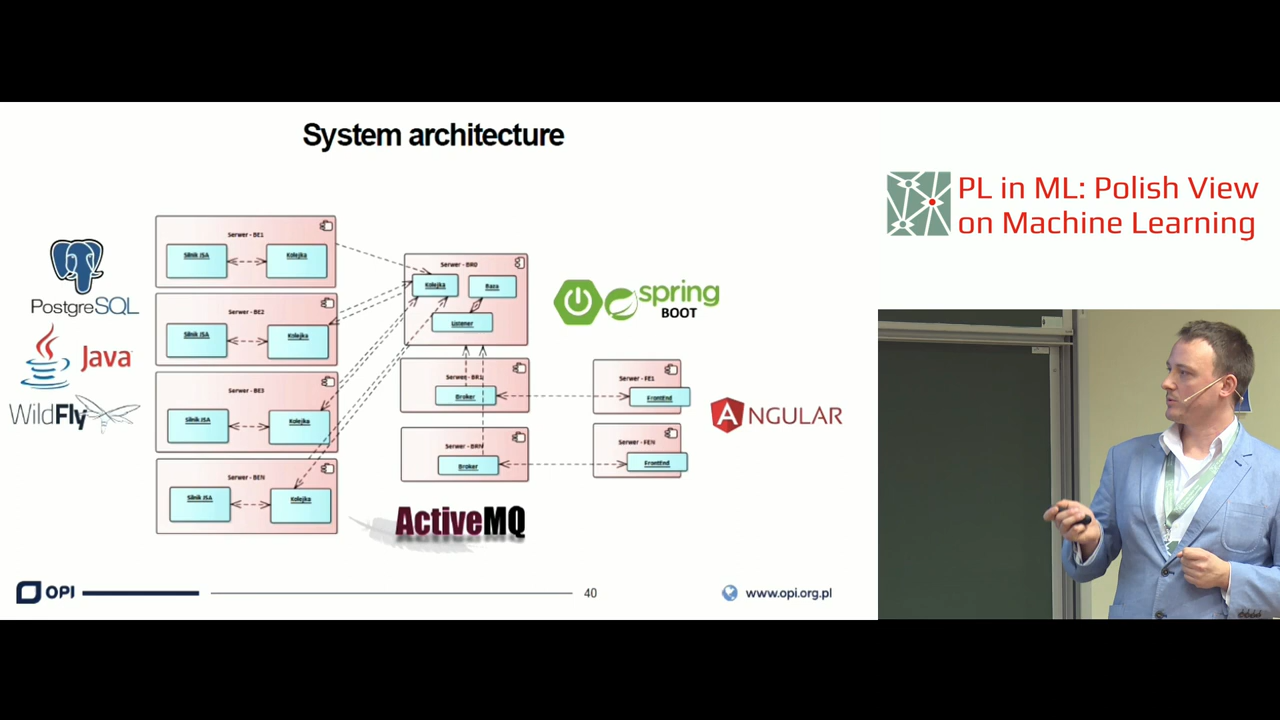 System architecture
PL in ML: Polish View
on Machine Learning
PostgreSQL
Java
WildFly
Serwer - BE1
Silnik JSA
Kolejka
Serwer - BE2
Silnik JSA
Kolejka
Serwer - BE3
Silnik JSA
Kolejka
Serwer - BEN
Silnik JSA
Kolejka
Serwer - BR0
Kolejka
Baza
Listener
Serwer - BR1
Broker
Serwer - BRN
Broker
spring
BOOT
Serwer - FE1
FrontEnd
Serwer - FEN
FrontEnd
ANGULAR
ActiveMQ
OPI
40
www.opi.org.pl